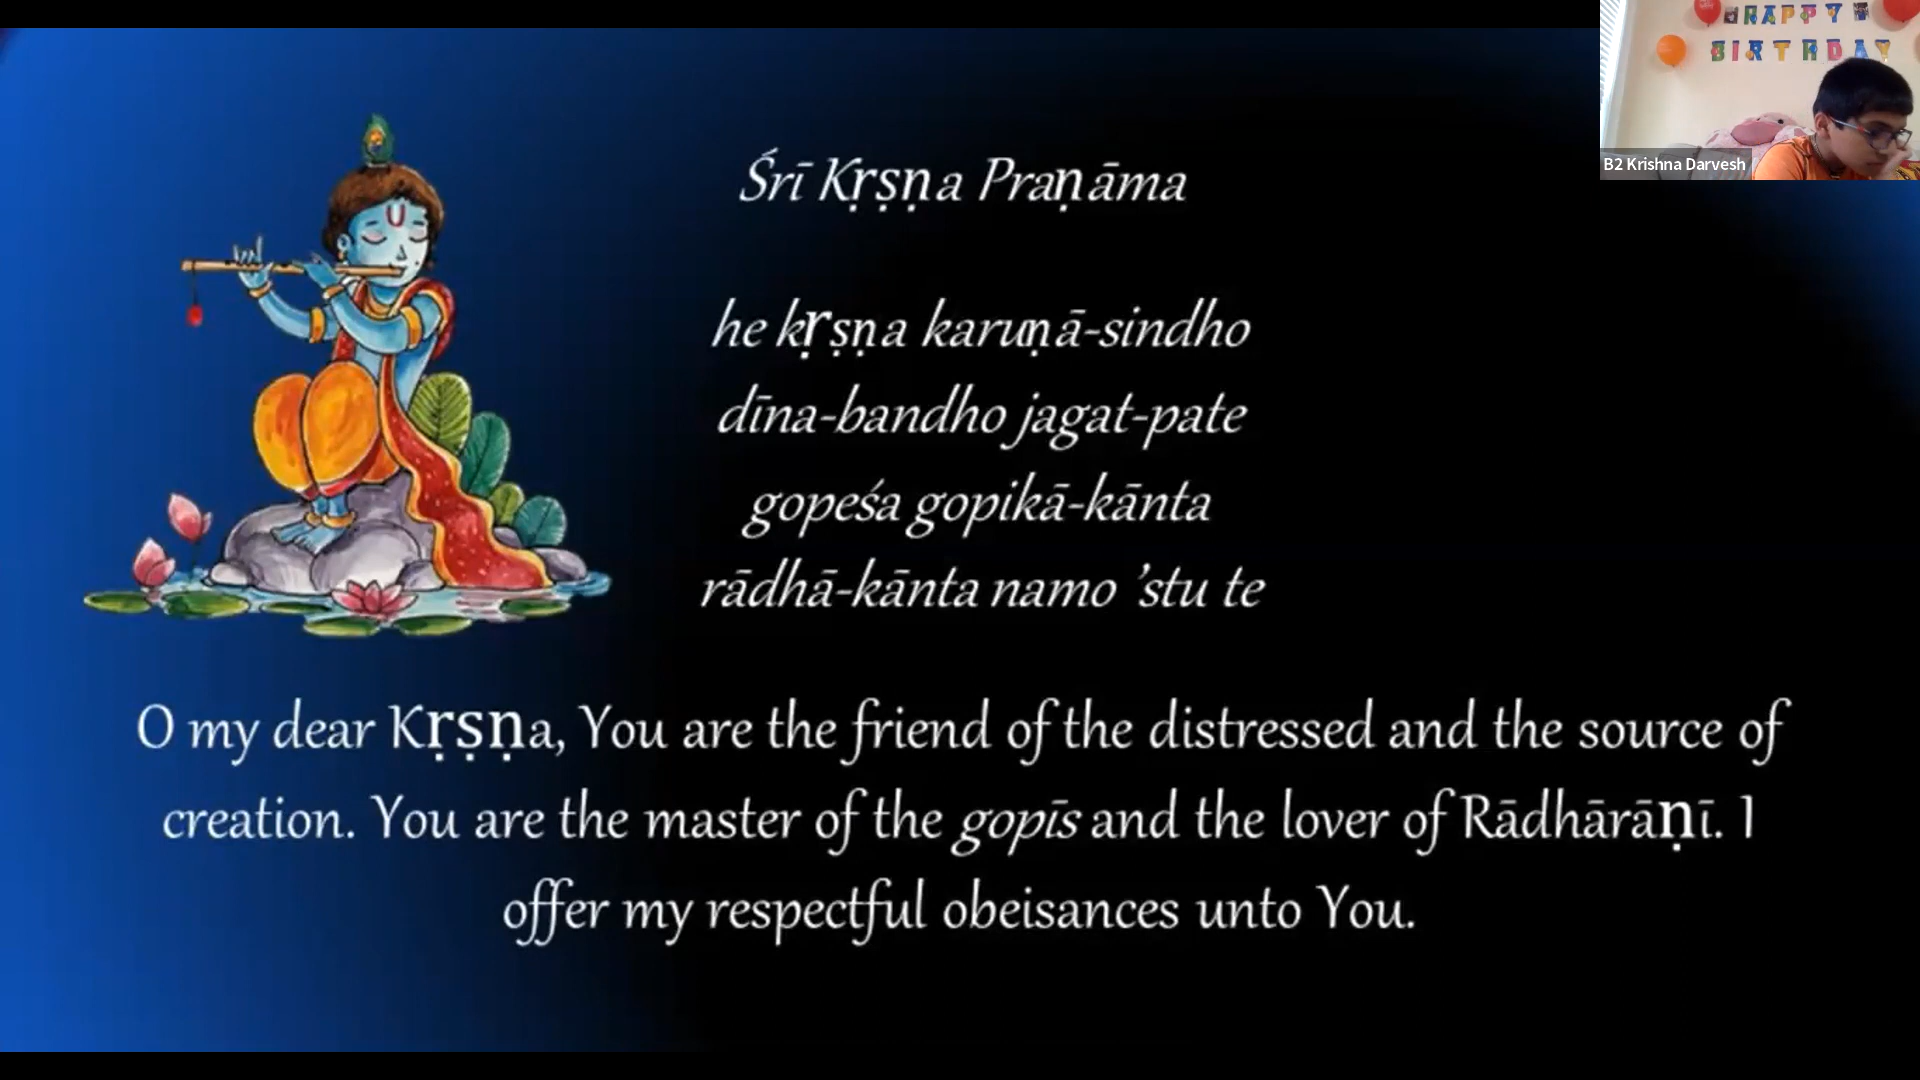 Śrī Kṛṣṇa Praṇāma
he kṛṣṇa karuṇā-sindho
dīna-bandho jagat-pate
gopeśa gopikā-kānta
rādhā-kānta namo ’stu te
O my dear Kṛṣṇa, You are the friend of the distressed and the source of
creation. You are the master of the gopīs and the lover of Rādhārāṇī. I
offer my respectful obeisances unto You.
HAPPY
BIRTHDAY
B2 Krishna Darvesh